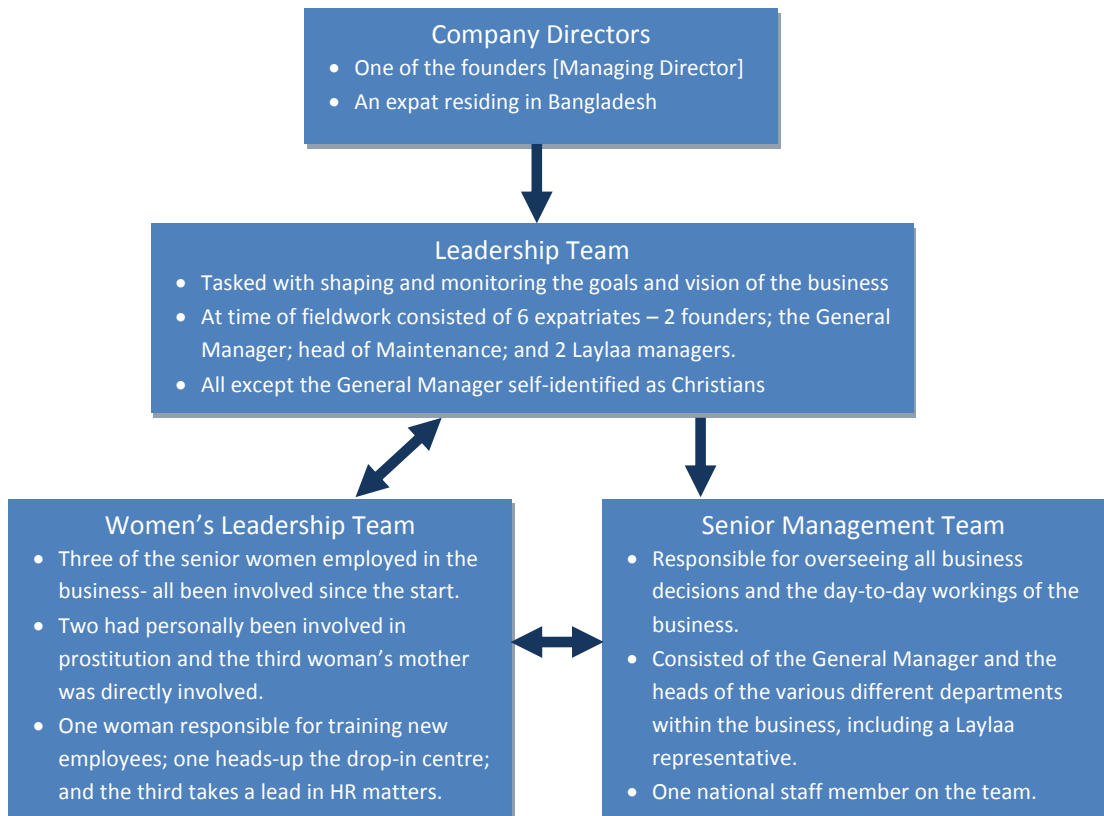 Company Directors
• One of the founders [Managing Director]
• An expat residing in Bangladesh
Leadership Team
• Tasked with shaping and monitoring the goals and vision of the business
• At time of fieldwork consisted of 6 expatriates – 2 founders; the General
Manager; head of Maintenance; and 2 Laylaa managers.
• All except the General Manager self-identified as Christians
Women’s Leadership Team
• Three of the senior women employed in the
business- all been involved since the start.
• Two had personally been involved in
prostitution and the third woman’s mother
was directly involved.
• One woman responsible for training new
employees; one heads-up the drop-in centre;
and the third takes a lead in HR matters.
Senior Management Team
• Responsible for overseeing all business
decisions and the day-to-day workings of the
business.
• Consisted of the General Manager and the
heads of the various different departments
within the business, including a Laylaa
representative.
• One national staff member on the team.